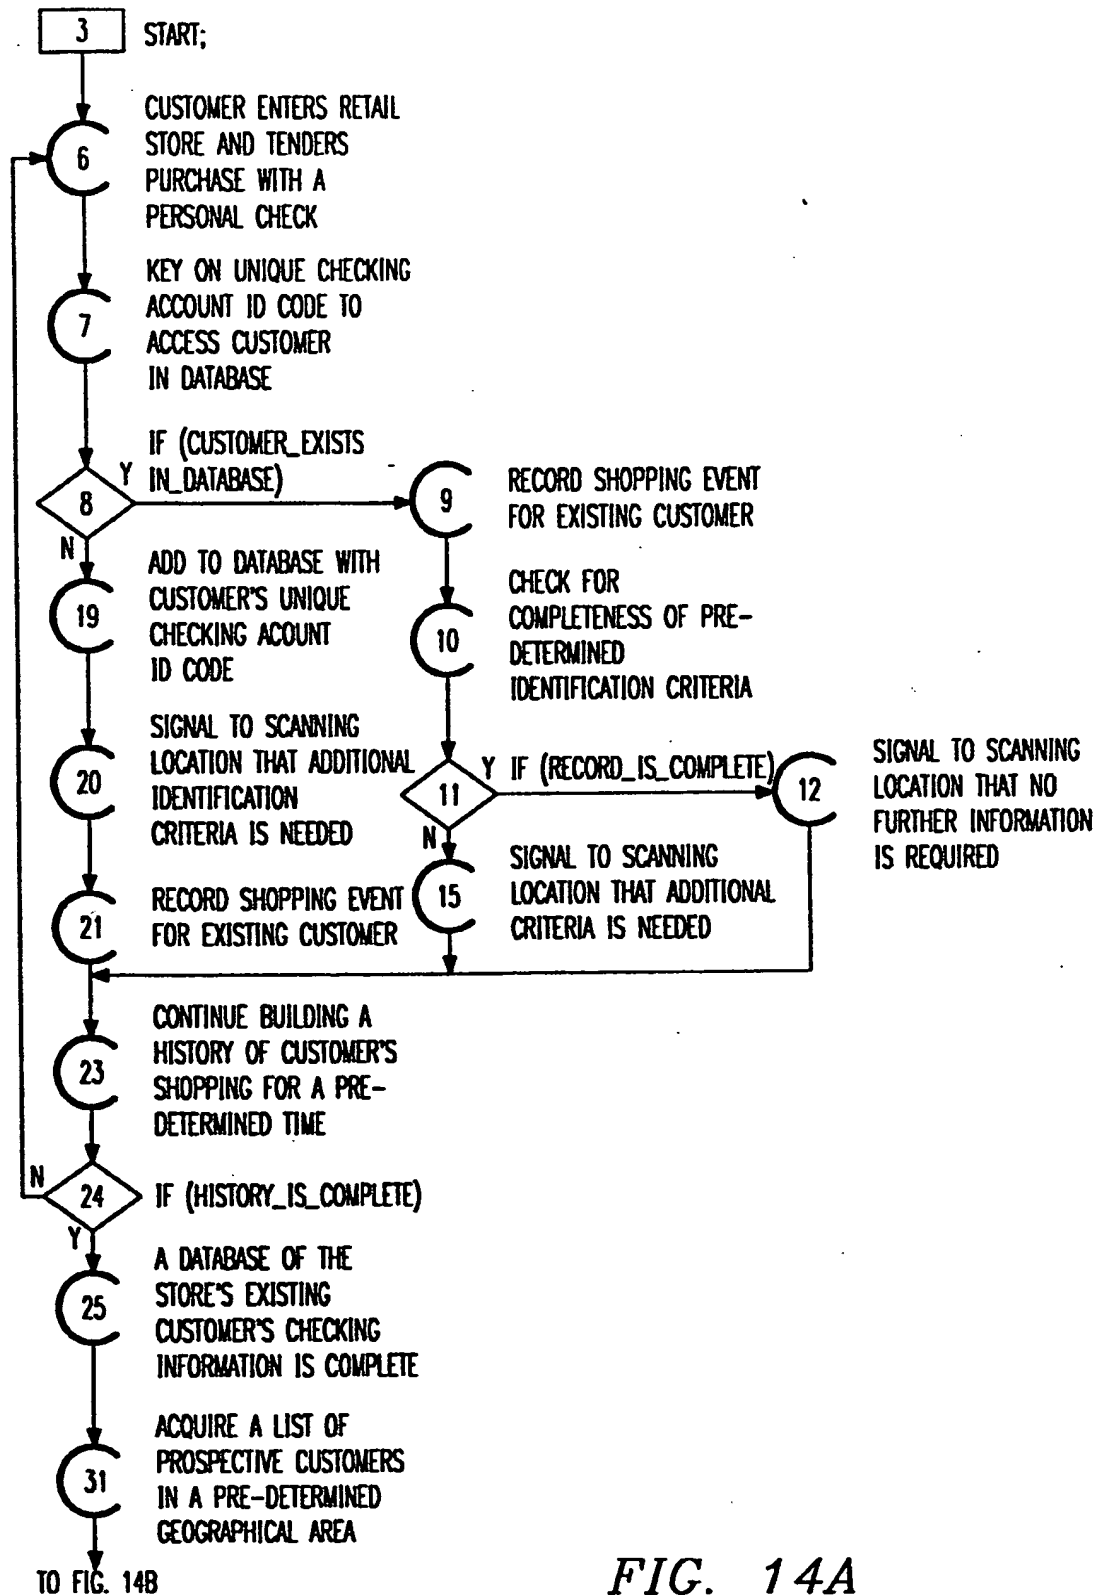 3 START;
CUSTOMER ENTERS RETAIL
STORE AND TENDERS
PURCHASE WITH A
PERSONAL CHECK
6
KEY ON UNIQUE CHECKING
ACCOUNT ID CODE TO
ACCESS CUSTOMER
IN DATABASE
7
IF (CUSTOMER_EXISTS
IN_DATABASE)
Y
8
N
9
RECORD SHOPPING EVENT
FOR EXISTING CUSTOMER
ADD TO DATABASE WITH
CUSTOMER'S UNIQUE
CHECKING ACOUNT
ID CODE
19
CHECK FOR
COMPLETENESS OF PRE-
DETERMINED
IDENTIFICATION CRITERIA
10
SIGNAL TO SCANNING
LOCATION THAT ADDITIONAL
IDENTIFICATION
CRITERIA IS NEEDED
20
Y IF (RECORD_IS_COMPLETE)
11
N
12
SIGNAL TO SCANNING
LOCATION THAT NO
FURTHER INFORMATION
IS REQUIRED
SIGNAL TO SCANNING
LOCATION THAT ADDITIONAL
CRITERIA IS NEEDED
15
RECORD SHOPPING EVENT
FOR EXISTING CUSTOMER
21
CONTINUE BUILDING A
HISTORY OF CUSTOMER'S
SHOPPING FOR A PRE-
DETERMINED TIME
23
N
24 IF (HISTORY_IS_COMPLETE)
Y
A DATABASE OF THE
STORE'S EXISTING
CUSTOMER'S CHECKING
INFORMATION IS COMPLETE
25
ACQUIRE A LIST OF
PROSPECTIVE CUSTOMERS
IN A PRE-DETERMINED
GEOGRAPHICAL AREA
31
TO FIG. 14B
FIG. 14A